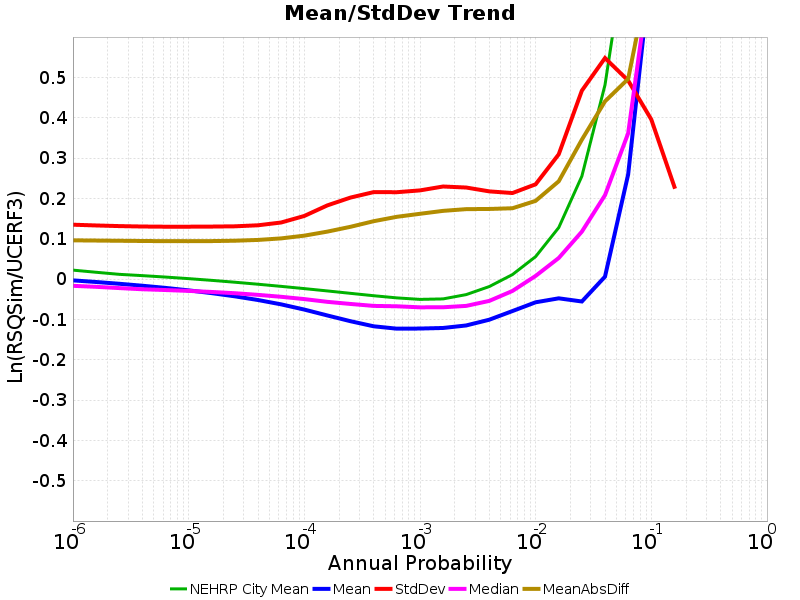 Mean/StdDev Trend
Ln(RSQSim/UCERF3)
0.5
0.4
0.3
0.2
0.1
0
-0.1
-0.2
-0.3
-0.4
-0.5
10^-6 10^-5 10^-4 10^-3 10^-2 10^-1 10^0
Annual Probability
NEHRP City Mean Mean StdDev Median MeanAbsDiff